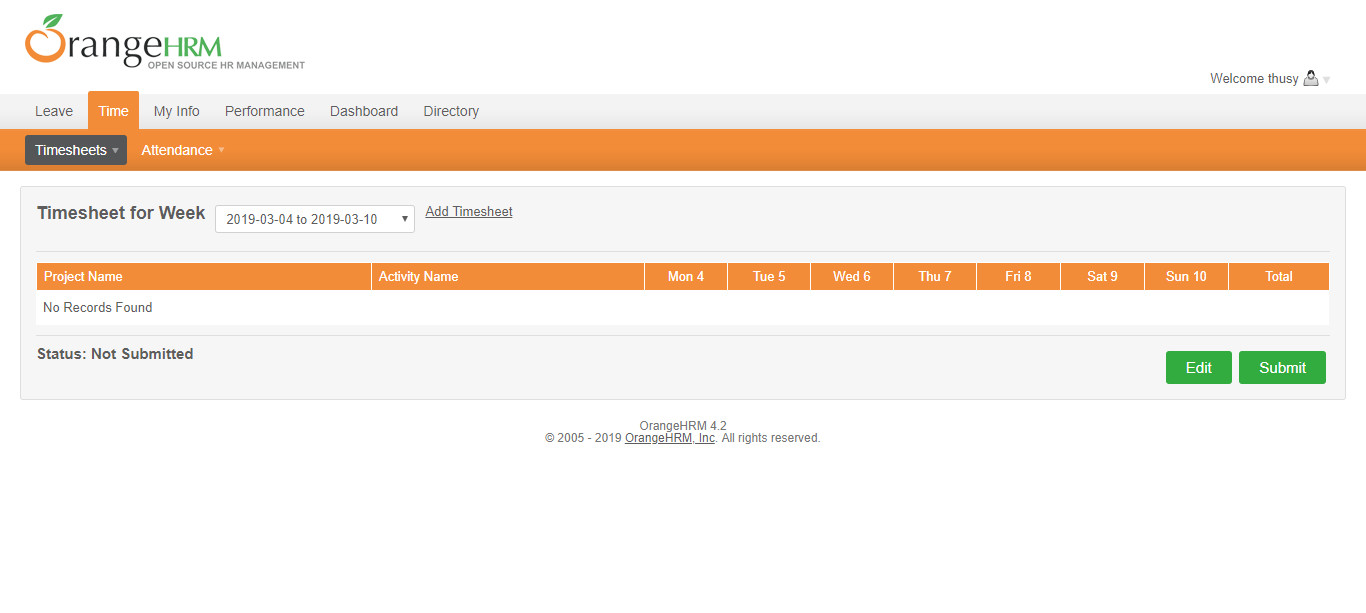 OrangeHRM
OPEN SOURCE HR MANAGEMENT
Welcome thusy
Leave Time My Info Performance Dashboard Directory
Timesheets Attendance
Timesheet for Week 2019-03-04 to 2019-03-10 Add Timesheet
Project Name Activity Name Mon 4 Tue 5 Wed 6 Thu 7 Fri 8 Sat 9 Sun 10 Total
No Records Found
Status: Not Submitted
Edit Submit
OrangeHRM 4.2
© 2005 - 2019 OrangeHRM, Inc. All rights reserved.